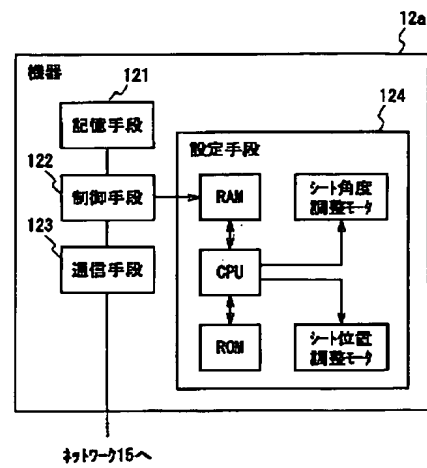 12a
機器
121
記憶手段
122
制御手段
123
通信手段
124
設定手段
RAM
CPU
ROM
シート角度
調整モータ
シート位置
調整モータ
ネットワーク15へ